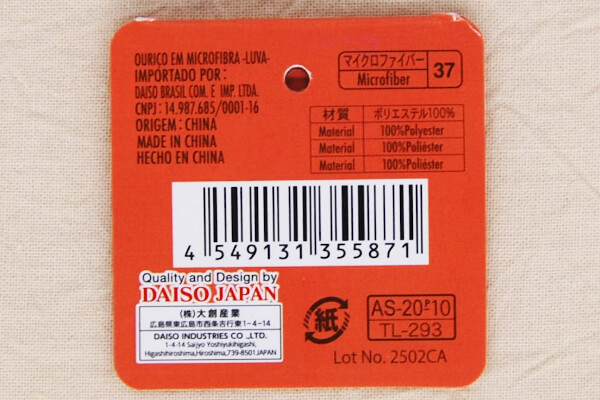 OURIÇO EM MICROFIBRA -LUVA-
IMPORTADO POR:
DAISO BRASIL COM. E IMP. LTDA.
CNPJ: 14.987.685/0001-16
ORIGEM: CHINA
MADE IN CHINA
HECHO EN CHINA
マイクロファイバー 37
Microfiber
材質 ポリエステル100%
Material 100%Polyester
Material 100%Poliéster
Material 100%Poliéster
4 549131 355871
Quality and Design by
DAISO JAPAN
(株)大創産業
広島県東広島市西条吉行東1-4-14
DAISO INDUSTRIES CO .,LTD.
1-4-14 Saijyo Yoshiyukihigashi,
Higashihiroshima,Hiroshima,739-8501,JAPAN
紙
AS-20P10
TL-293
Lot No. 2502CA